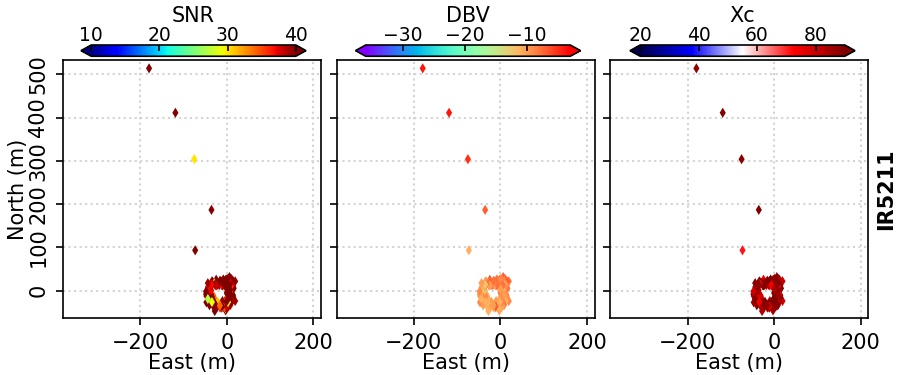 SNR DBV Xc
10 20 30 40 −30 −20 −10 20 40 60 80
North (m)
500
400
300
200
100
0
IR5211
−200 0 200 −200 0 200 −200 0 200
East (m) East (m) East (m)